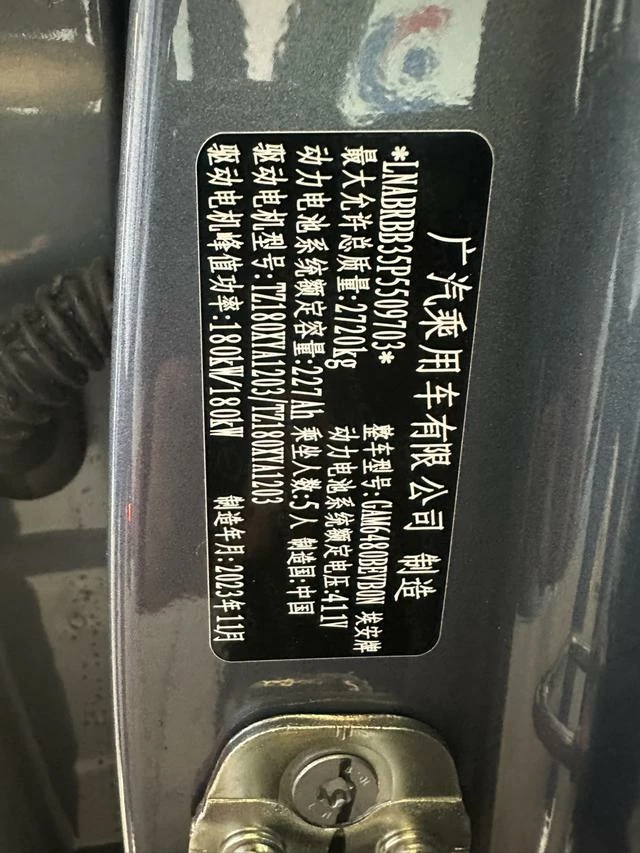 广汽乘用车有限公司 制造
*LNABRBB35P5509703* 整车型号:GAM6480BEVB0N 埃安牌
最大允许总质量:2720kg 动力电池系统额定电压:411V
动力电池系统额定容量:227Ah 乘坐人数:5人 制造国:中国
驱动电机型号:TZ180XYA1203/TZ180XYA1203
驱动电机峰值功率:180kW/180kW 制造年月:2023年11月